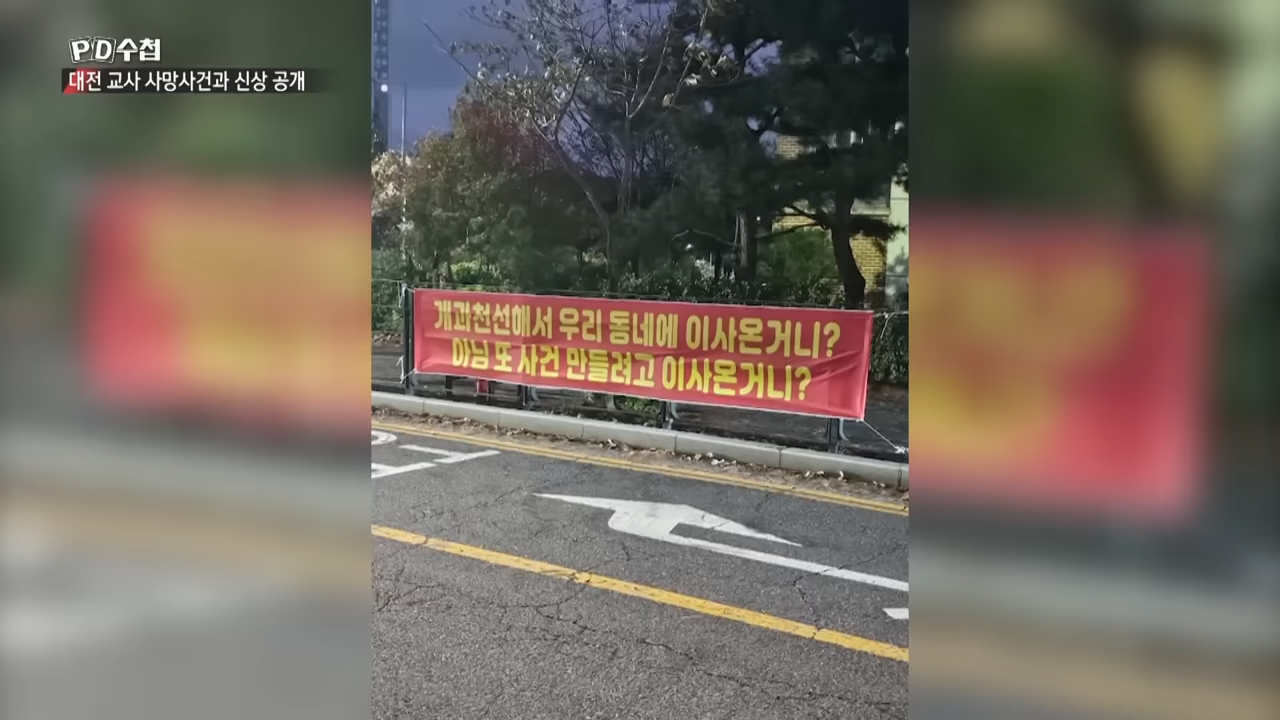 PD수첩
대전 교사 사망사건과 신상 공개
개과천선해서 우리 동네에 이사온거니?
아님 또 사건 만들려고 이사온거니?